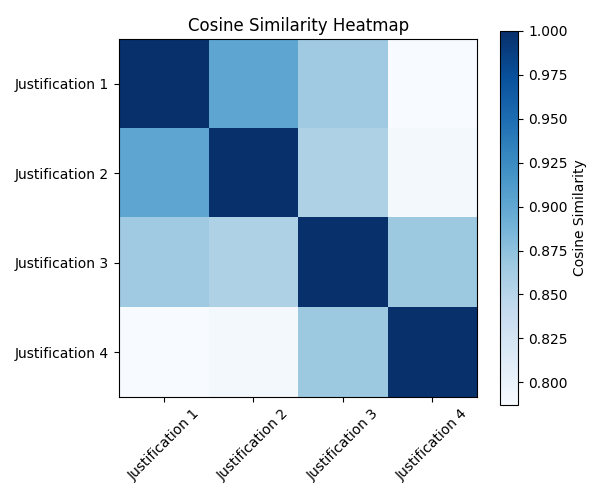 Cosine Similarity Heatmap
Justification 1
Justification 2
Justification 3
Justification 4
Justification 1
Justification 2
Justification 3
Justification 4
1.000
0.975
0.950
0.925
0.900
0.875
0.850
0.825
0.800
Cosine Similarity